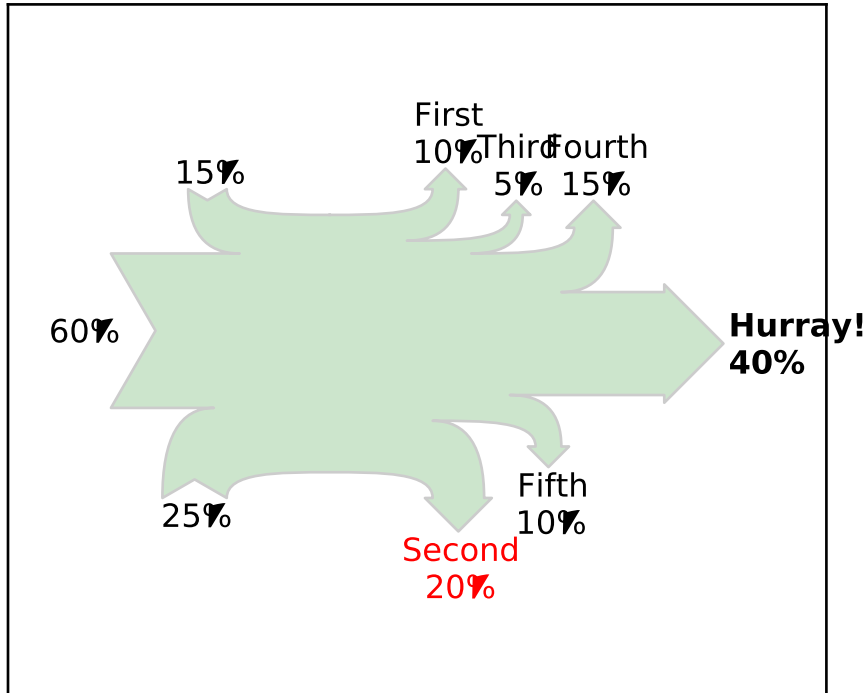 First
10%
Third
5%
Fourth
15%
15%
60%
Hurray!
40%
25%
Fifth
10%
Second
20%